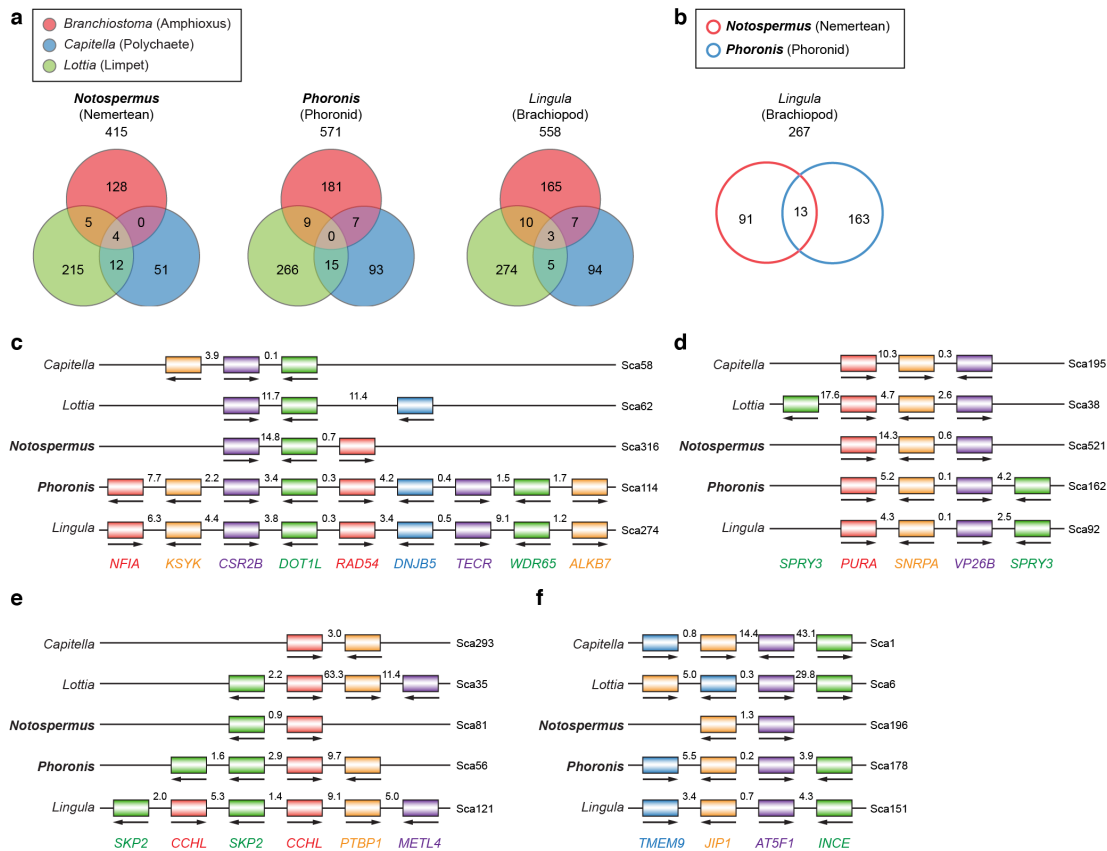 a
Branchiostoma (Amphioxus)
Capitella (Polychaete)
Lottia (Limpet)
Notospermus
(Nemertean)
415
128
5
0
4
215
12
51
Phoronis
(Phoronid)
571
181
9
7
0
266
15
93
Lingula
(Brachiopod)
558
165
10
7
3
274
5
94
b
Notospermus (Nemertean)
Phoronis (Phoronid)
Lingula
(Brachiopod)
267
91
13
163
c
Capitella 3.9 0.1 Sca58
Lottia 11.7 11.4 Sca62
Notospermus 14.8 0.7 Sca316
Phoronis 7.7 2.2 3.4 0.3 4.2 0.4 1.5 1.7 Sca114
Lingula 6.3 4.4 3.8 0.3 3.4 0.5 9.1 1.2 Sca274
NFIA KSYK CSR2B DOT1L RAD54 DNJB5 TECR WDR65 ALKB7
d
Capitella 10.3 0.3 Sca195
Lottia 17.6 4.7 2.6 Sca38
Notospermus 14.3 0.6 Sca521
Phoronis 5.2 0.1 4.2 Sca162
Lingula 4.3 0.1 2.5 Sca92
SPRY3 PURA SNRPA VP26B SPRY3
e
Capitella 3.0 Sca293
Lottia 2.2 63.3 11.4 Sca35
Notospermus 0.9 Sca81
Phoronis 1.6 2.9 9.7 Sca56
Lingula 2.0 5.3 1.4 9.1 5.0 Sca121
SKP2 CCHL SKP2 CCHL PTBP1 METL4
f
Capitella 0.8 14.4 43.1 Sca1
Lottia 5.0 0.3 29.8 Sca6
Notospermus 1.3 Sca196
Phoronis 5.5 0.2 3.9 Sca178
Lingula 3.4 0.7 4.3 Sca151
TMEM9 JIP1 AT5F1 INCE